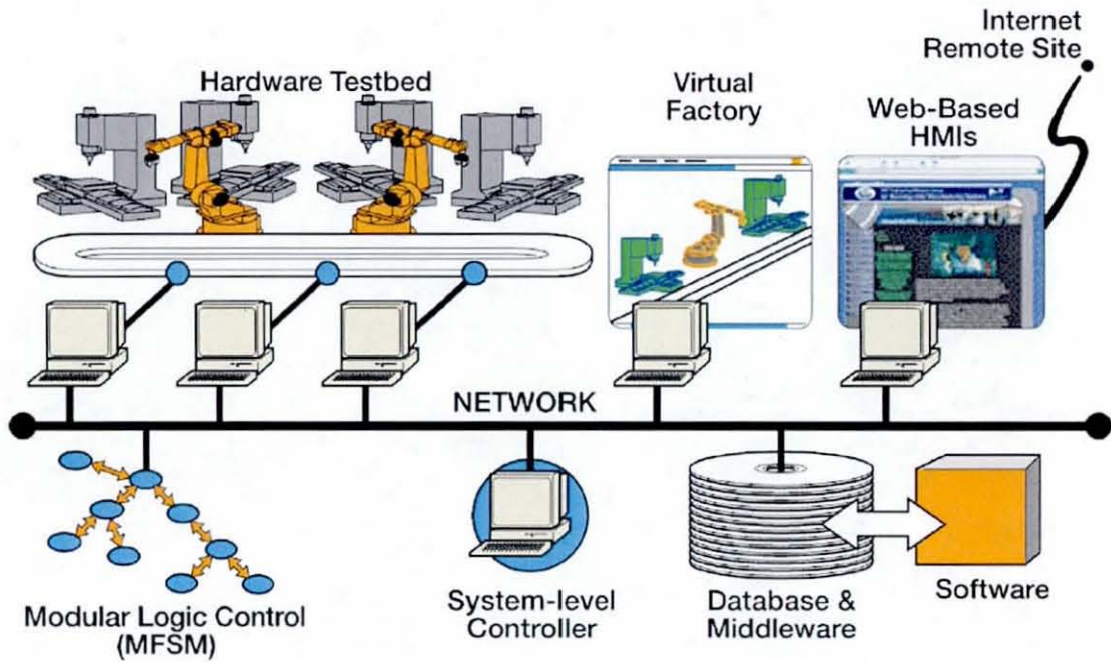 Internet
Remote Site
Hardware Testbed
Virtual
Factory
Web-Based
HMIs
NETWORK
Modular Logic Control
(MFSM)
System-level
Controller
Database &
Middleware
Software